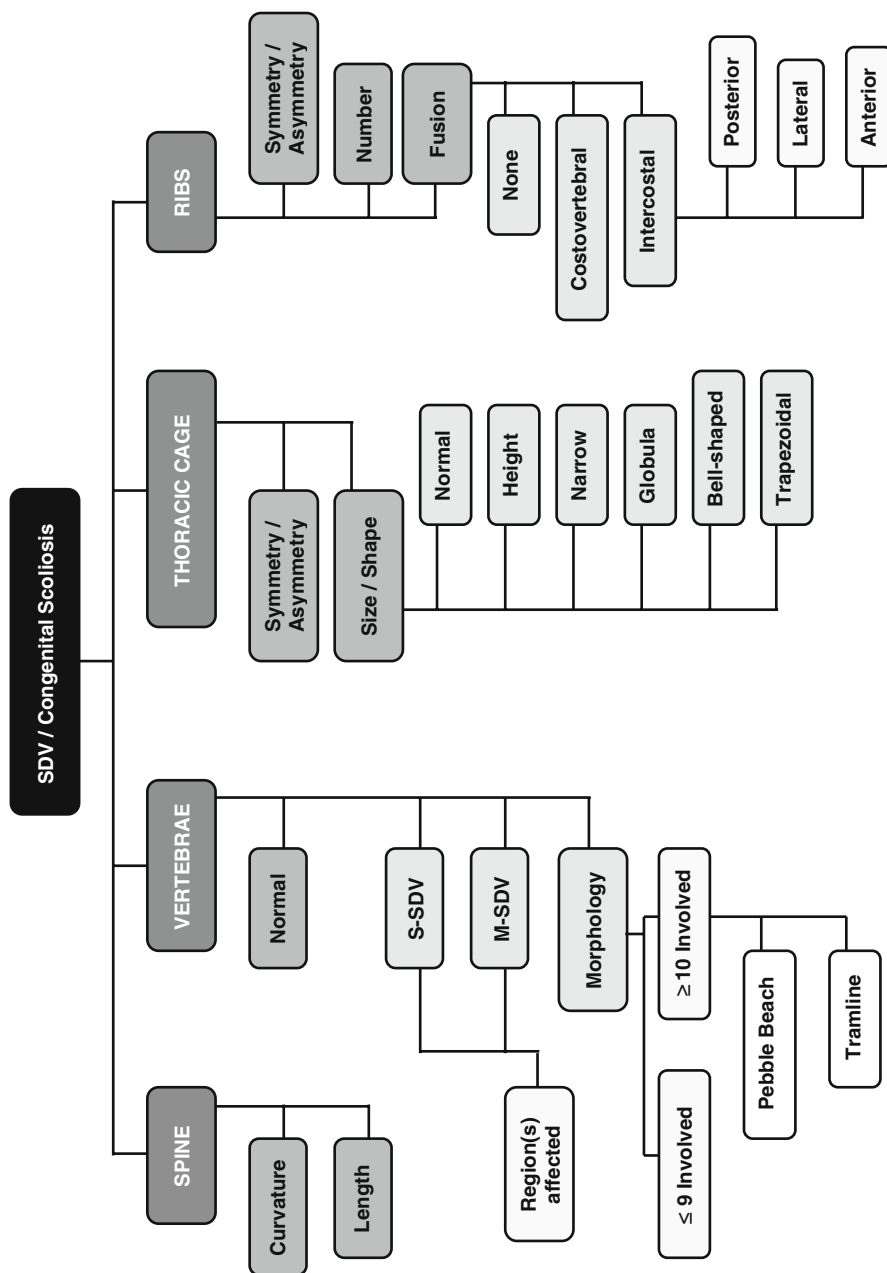 SDV / Congenital Scoliosis
SPINE
Curvature
Length
VERTEBRAE
Normal
S-SDV
M-SDV
Region(s)
affected
Morphology
≤ 9 Involved
≥ 10 Involved
Pebble Beach
Tramline
THORACIC CAGE
Symmetry /
Asymmetry
Size / Shape
Normal
Height
Narrow
Globula
Bell-shaped
Trapezoidal
RIBS
Symmetry /
Asymmetry
Number
Fusion
None
Costovertebral
Intercostal
Posterior
Lateral
Anterior